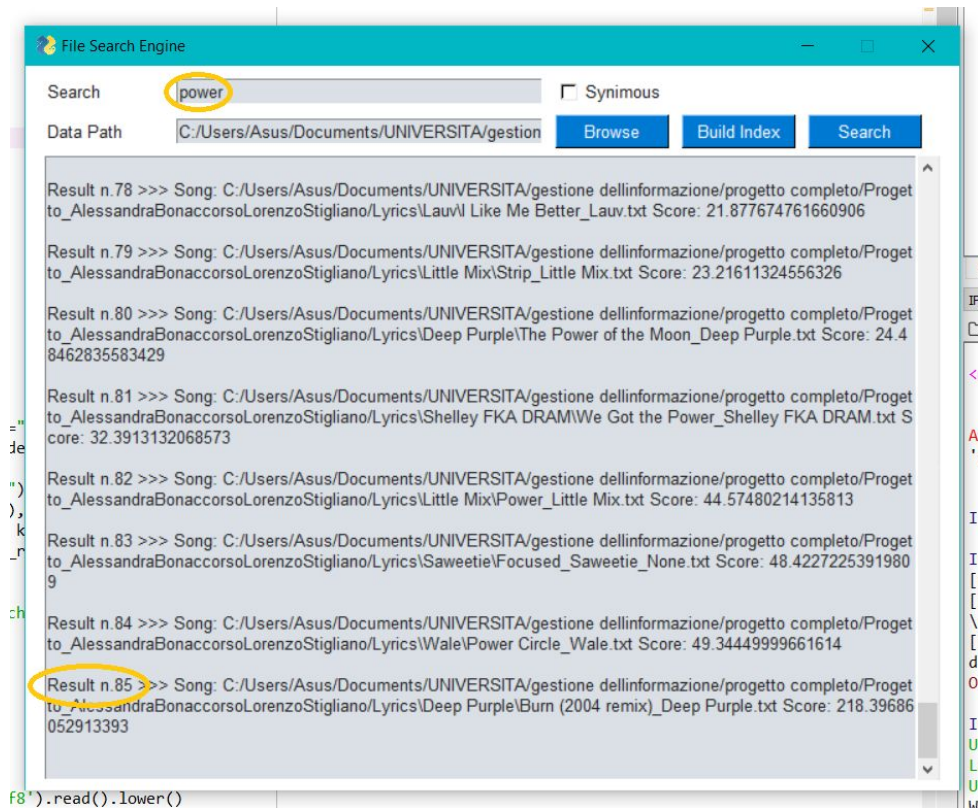 File Search Engine
Search power Synimous
Data Path C:/Users/Asus/Documents/UNIVERSITA/gestion Browse Build Index Search
Result n.78 >>> Song: C:/Users/Asus/Documents/UNIVERSITA/gestione dellinformazione/progetto completo/Proget
to_AlessandraBonaccorsoLorenzoStigliano/Lyrics\Lauv\I Like Me Better_Lauv.txt Score: 21.877674761660906
Result n.79 >>> Song: C:/Users/Asus/Documents/UNIVERSITA/gestione dellinformazione/progetto completo/Proget
to_AlessandraBonaccorsoLorenzoStigliano/Lyrics\Little Mix\Strip_Little Mix.txt Score: 23.21611324556326
Result n.80 >>> Song: C:/Users/Asus/Documents/UNIVERSITA/gestione dellinformazione/progetto completo/Proget
to_AlessandraBonaccorsoLorenzoStigliano/Lyrics\Deep Purple\The Power of the Moon_Deep Purple.txt Score: 24.4
8462835583429
Result n.81 >>> Song: C:/Users/Asus/Documents/UNIVERSITA/gestione dellinformazione/progetto completo/Proget
to_AlessandraBonaccorsoLorenzoStigliano/Lyrics\Shelley FKA DRAM\We Got the Power_Shelley FKA DRAM.txt S
core: 32.3913132068573
Result n.82 >>> Song: C:/Users/Asus/Documents/UNIVERSITA/gestione dellinformazione/progetto completo/Proget
to_AlessandraBonaccorsoLorenzoStigliano/Lyrics\Little Mix\Power_Little Mix.txt Score: 44.57480214135813
Result n.83 >>> Song: C:/Users/Asus/Documents/UNIVERSITA/gestione dellinformazione/progetto completo/Proget
to_AlessandraBonaccorsoLorenzoStigliano/Lyrics\Saweetie\Focused_Saweetie_None.txt Score: 48.4227225391980
9
Result n.84 >>> Song: C:/Users/Asus/Documents/UNIVERSITA/gestione dellinformazione/progetto completo/Proget
to_AlessandraBonaccorsoLorenzoStigliano/Lyrics\Wale\Power Circle_Wale.txt Score: 49.34449999661614
Result n.85 >>> Song: C:/Users/Asus/Documents/UNIVERSITA/gestione dellinformazione/progetto completo/Proget
to_AlessandraBonaccorsoLorenzoStigliano/Lyrics\Deep Purple\Burn (2004 remix)_Deep Purple.txt Score: 218.39686
052913393
f8').read().lower()